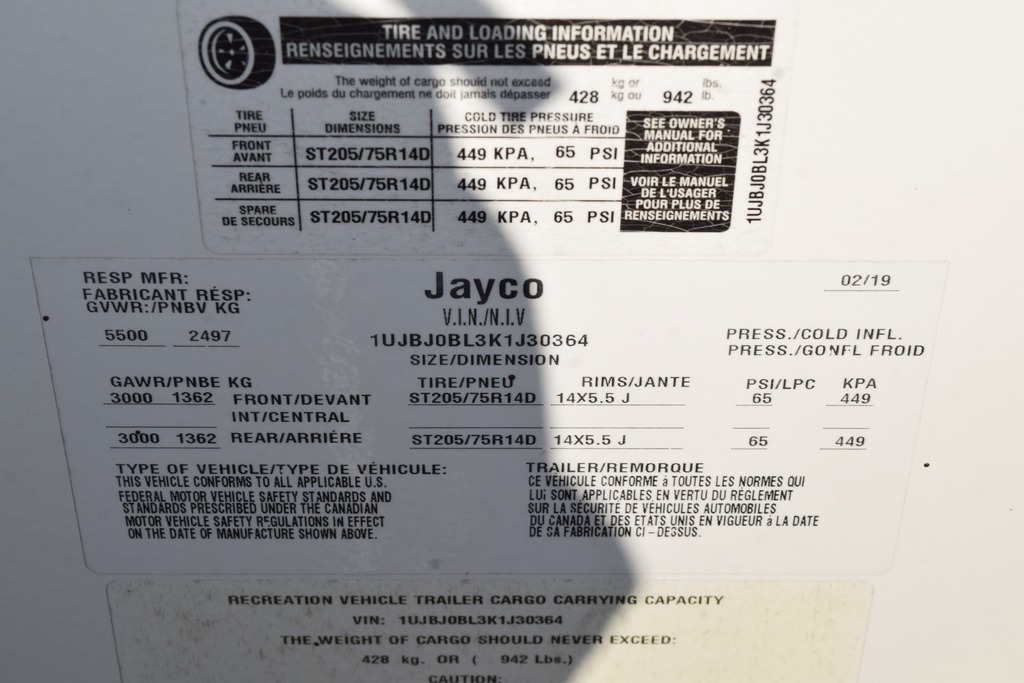 TIRE AND LOADING INFORMATION
RENSEIGNEMENTS SUR LES PNEUS ET LE CHARGEMENT
The weight of cargo should not exceed kg or lbs.
Le poids du chargement ne doit jamais dépasser 428 kg ou 942 lb.
TIRE SIZE COLD TIRE PRESSURE
PNEU DIMENSIONS PRESSION DES PNEUS A FROID
FRONT
AVANT ST205/75R14D 449 KPA, 65 PSI
REAR
ARRIÈRE ST205/75R14D 449 KPA, 65 PSI
SPARE
DE SECOURS ST205/75R14D 449 KPA, 65 PSI
SEE OWNER'S
MANUAL FOR
ADDITIONAL
INFORMATION
VOIR LE MANUEL
DE L'USAGER
POUR PLUS DE
RENSEIGNEMENTS
1UJBJ0BL3K1J30364
RESP MFR:
FABRICANT RÉSP:
GVWR:/PNBV KG
5500 2497
Jayco
V.I.N./N.I.V
1UJBJ0BL3K1J30364
SIZE/DIMENSION
02/19
PRESS./COLD INFL.
PRESS./GONFL FROID
GAWR/PNBE KG TIRE/PNEU RIMS/JANTE PSI/LPC KPA
3000 1362 FRONT/DEVANT ST205/75R14D 14X5.5 J 65 449
INT/CENTRAL
3000 1362 REAR/ARRIÉRE ST205/75R14D 14X5.5 J 65 449
TYPE OF VEHICLE/TYPE DE VÉHICULE: TRAILER/REMORQUE
THIS VEHICLE CONFORMS TO ALL APPLICABLE U.S.
FEDERAL MOTOR VEHICLE SAFETY STANDARDS AND
STANDARDS PRESCRIBED UNDER THE CANADIAN
MOTOR VEHICLE SAFETY REGULATIONS IN EFFECT
ON THE DATE OF MANUFACTURE SHOWN ABOVE.
CE VÉHICULE CONFORME à TOUTES LES NORMES QUI
LUI SONT APPLICABLES EN VERTU DU REGLEMENT
SUR LA SÉCURITE DE VEHICULES AUTOMOBILES
DU CANADA ET DES ETATS UNIS EN VIGUEUR à LA DATE
DE SA FABRICATION CI-DESSUS.
RECREATION VEHICLE TRAILER CARGO CARRYING CAPACITY
VIN: 1UJBJ0BL3K1J30364
THE WEIGHT OF CARGO SHOULD NEVER EXCEED:
428 kg. OR ( 942 Lbs.)
CAUTION: